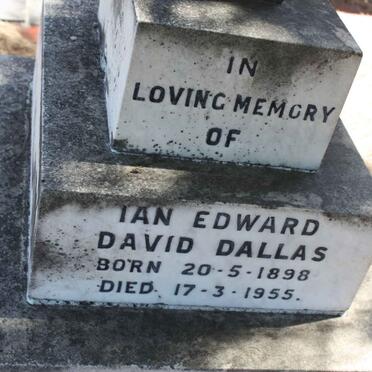 IN
LOVING MEMORY
OF
IAN EDWARD
DAVID DALLAS
BORN 20-5-1898
DIED. 17-3-1955.